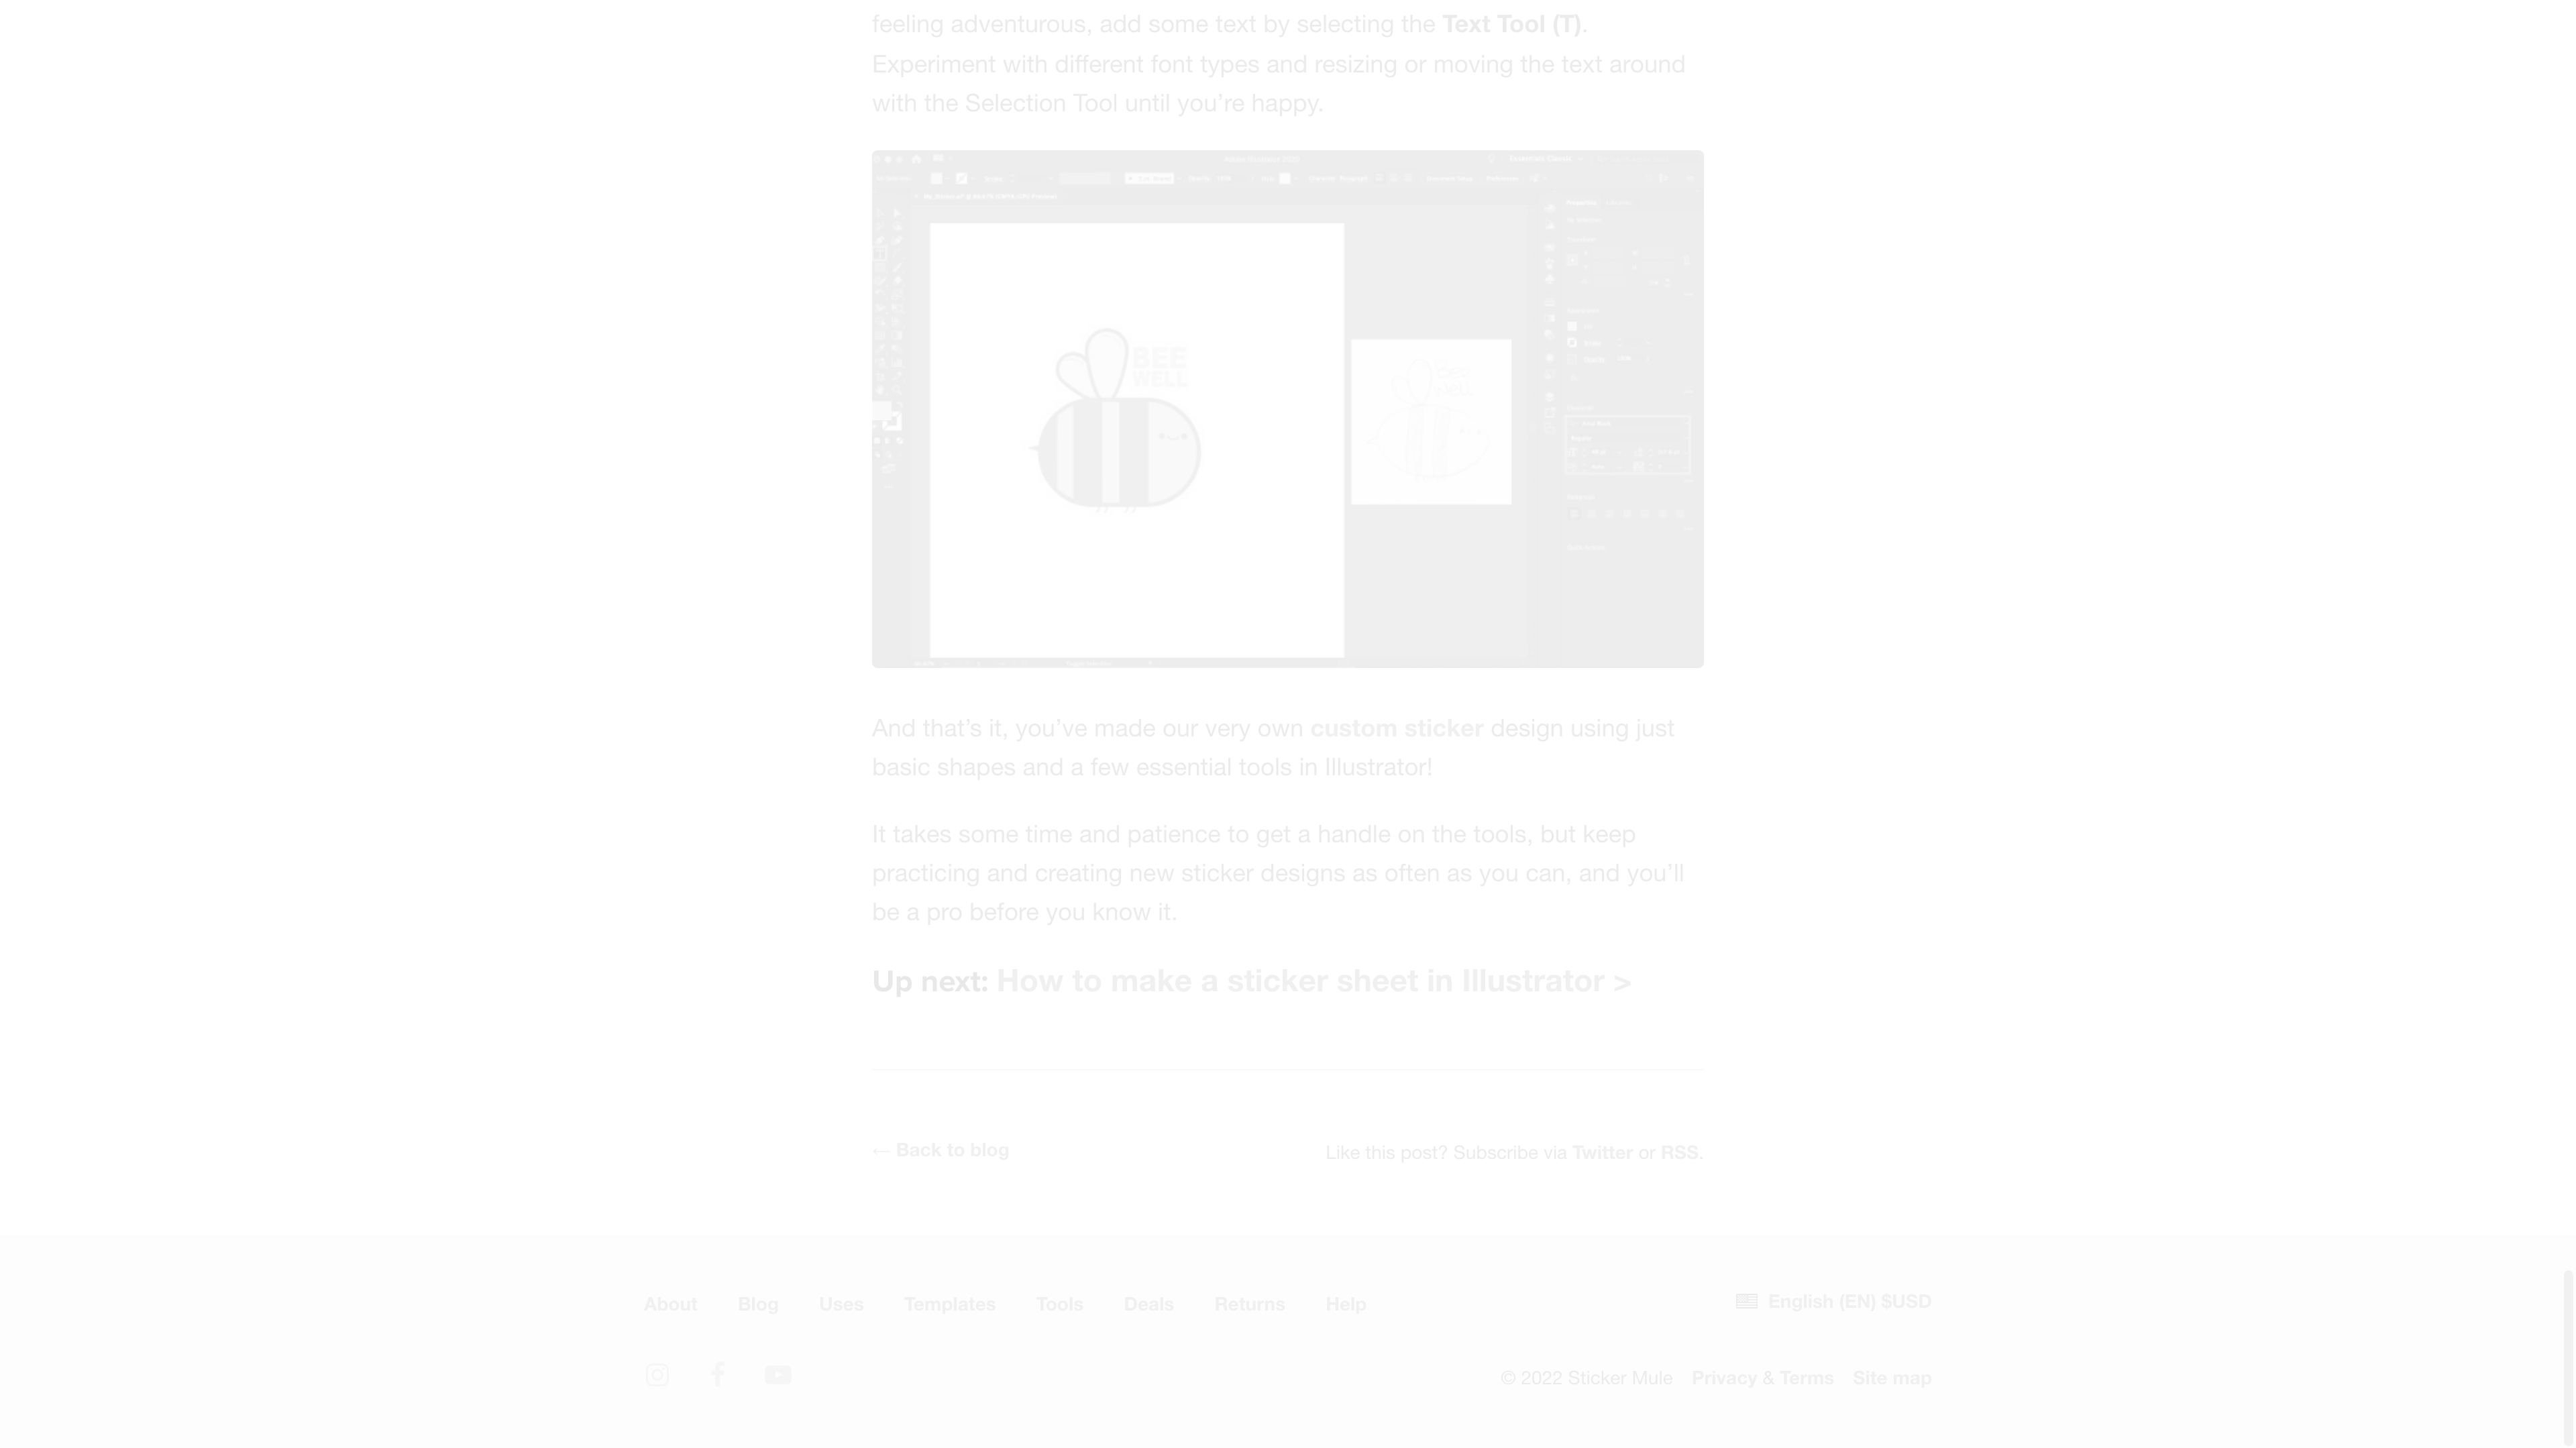 feeling adventurous, add some text by selecting the Text Tool (T).
Experiment with different font types and resizing or moving the text around
with the Selection Tool until you’re happy.
BEE
WELL
And that’s it, you’ve made our very own custom sticker design using just
basic shapes and a few essential tools in Illustrator!
It takes some time and patience to get a handle on the tools, but keep
practicing and creating new sticker designs as often as you can, and you’ll
be a pro before you know it.
Up next: How to make a sticker sheet in Illustrator >
← Back to blog
Like this post? Subscribe via Twitter or RSS.
About Blog Uses Templates Tools Deals Returns Help
English (EN) $USD
© 2022 Sticker Mule Privacy & Terms Site map